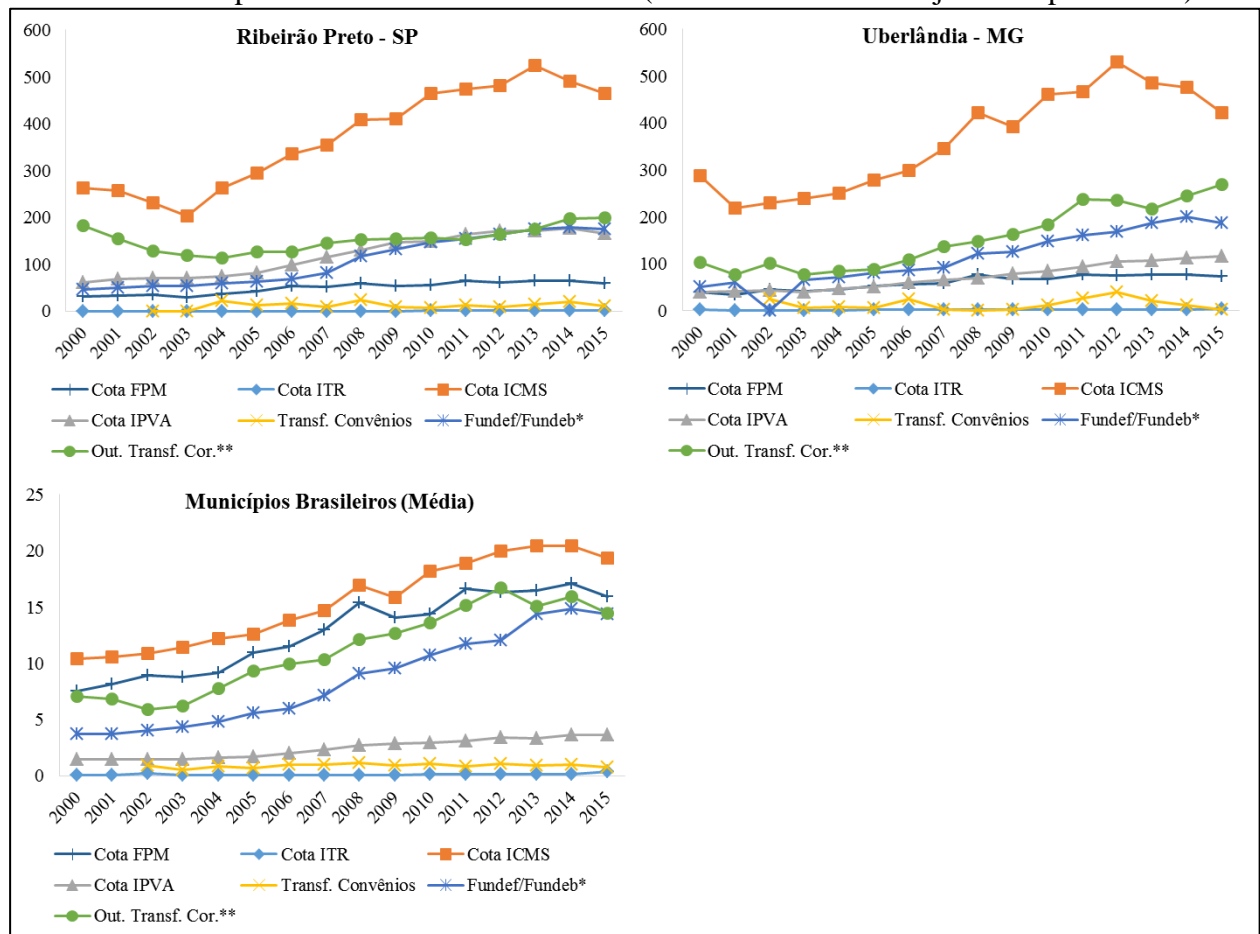 Ribeirão Preto - SP
600
500
400
300
200
100
0
2000 2001 2002 2003 2004 2005 2006 2007 2008 2009 2010 2011 2012 2013 2014 2015
Cota FPM Cota ITR Cota ICMS
Cota IPVA Transf. Convênios Fundef/Fundeb*
Out. Transf. Cor.**
Uberlândia - MG
600
500
400
300
200
100
0
2000 2001 2002 2003 2004 2005 2006 2007 2008 2009 2010 2011 2012 2013 2014 2015
Cota FPM Cota ITR Cota ICMS
Cota IPVA Transf. Convênios Fundef/Fundeb*
Out. Transf. Cor.**
Municípios Brasileiros (Média)
25
20
15
10
5
0
2000 2001 2002 2003 2004 2005 2006 2007 2008 2009 2010 2011 2012 2013 2014 2015
Cota FPM Cota ITR Cota ICMS
Cota IPVA Transf. Convênios Fundef/Fundeb*
Out. Transf. Cor.**